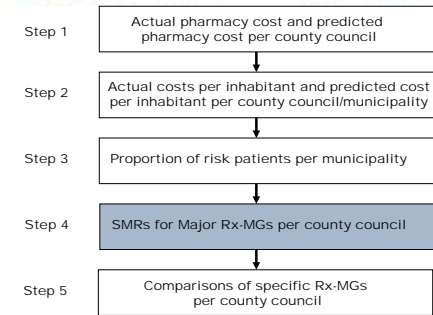 Step 1
Actual pharmacy cost and predicted
pharmacy cost per county council
Step 2
Actual costs per inhabitant and predicted cost
per inhabitant per county council/municipality
Step 3
Proportion of risk patients per municipality
Step 4
SMRs for Major Rx-MGs per county council
Step 5
Comparisons of specific Rx-MGs
per county council